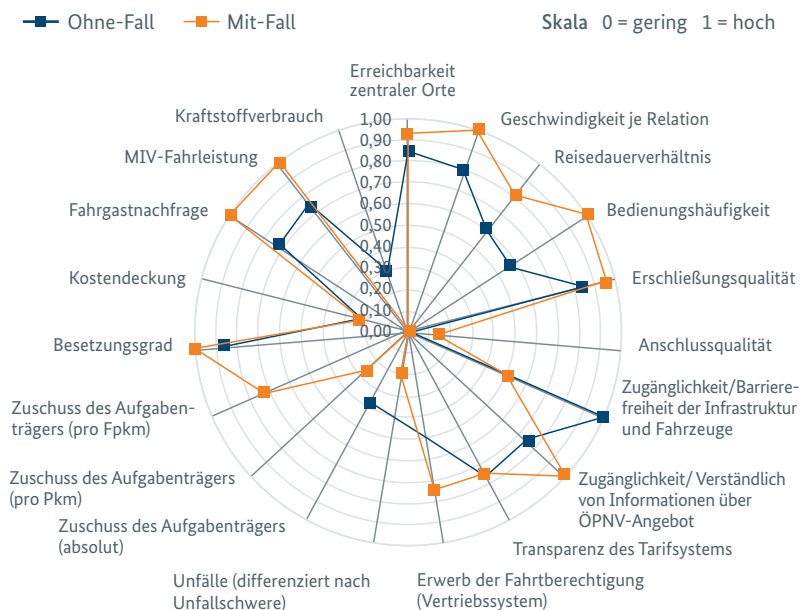 Ohne-Fall
Mit-Fall
Skala 0 = gering 1 = hoch
Erreichbarkeit
zentraler Orte
Geschwindigkeit je Relation
Reisedauerverhältnis
Bedienungshäufigkeit
Erschließungsqualität
Anschlussqualität
Zugänglichkeit/Barriere-
freiheit der Infrastruktur
und Fahrzeuge
Zugänglichkeit/ Verständlich
von Informationen über
ÖPNV-Angebot
Transparenz des Tarifsystems
Erwerb der Fahrtberechtigung
(Vertriebssystem)
Unfälle (differenziert nach
Unfallschwere)
Zuschuss des Aufgabenträgers
(absolut)
Zuschuss des Aufgabenträgers
(pro Pkm)
Zuschuss des Aufgaben-
trägers (pro Fpkm)
Besetzungsgrad
Kostendeckung
Fahrgastnachfrage
MIV-Fahrleistung
Kraftstoffverbrauch
1,00
0,90
0,80
0,70
0,60
0,50
0,40
0,30
0,20
0,10
0,00